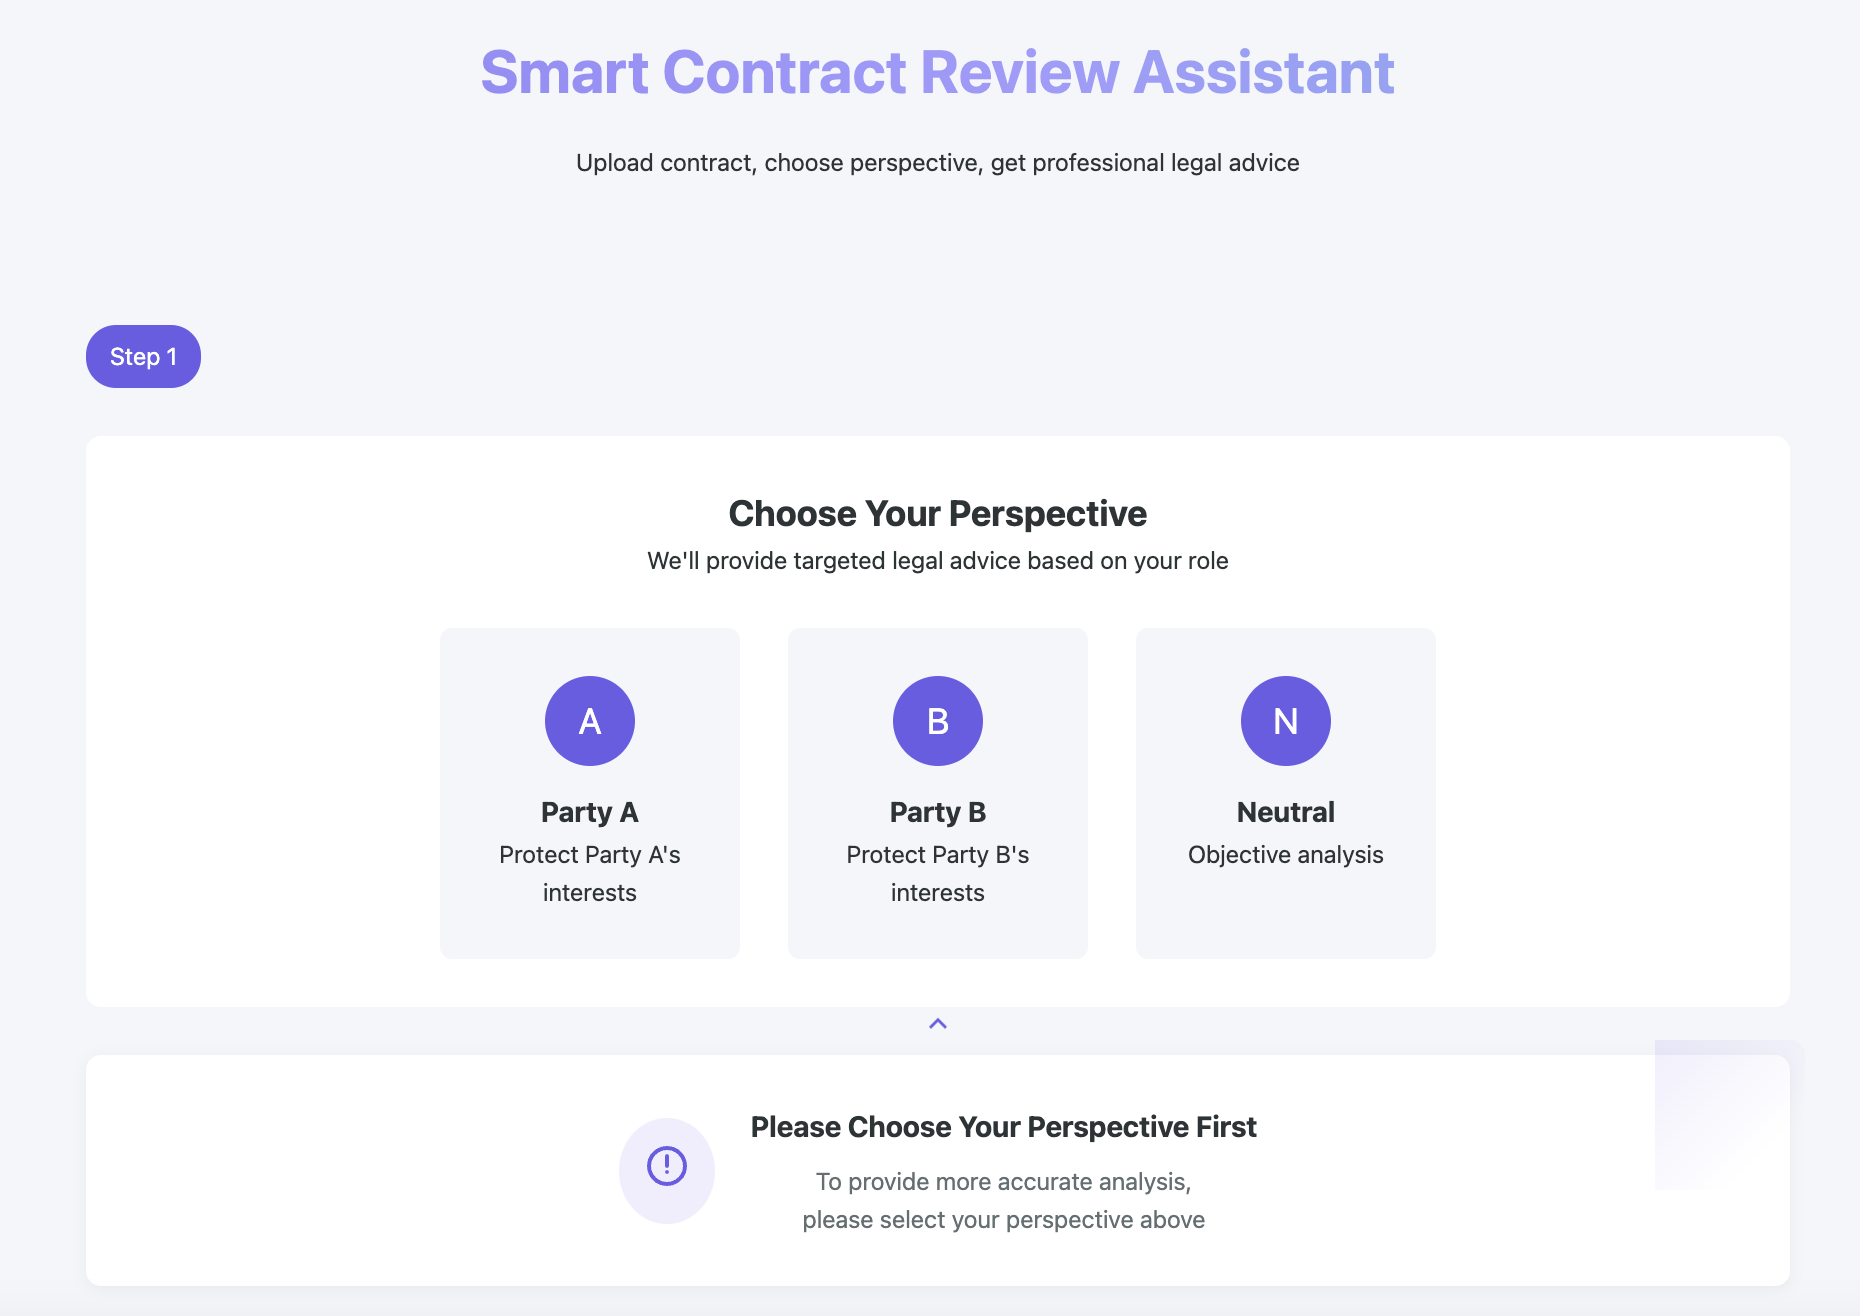 Smart Contract Review Assistant
Upload contract, choose perspective, get professional legal advice
Step 1
Choose Your Perspective
We'll provide targeted legal advice based on your role
A
Party A
Protect Party A's
interests
B
Party B
Protect Party B's
interests
N
Neutral
Objective analysis
Please Choose Your Perspective First
To provide more accurate analysis,
please select your perspective above